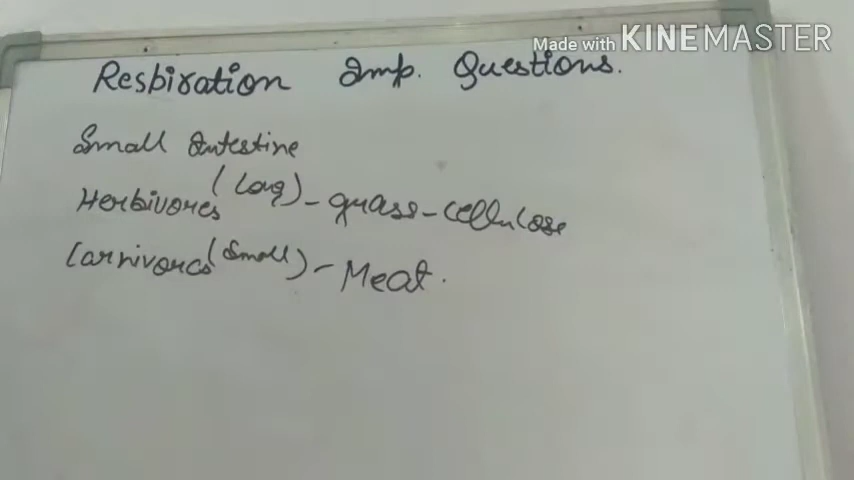 Made with KINEMASTER
Respiration Imp. Questions.
Small Intestine
Herbivores (Long) - grass - cellulose
Carnivores (Small) - Meat.